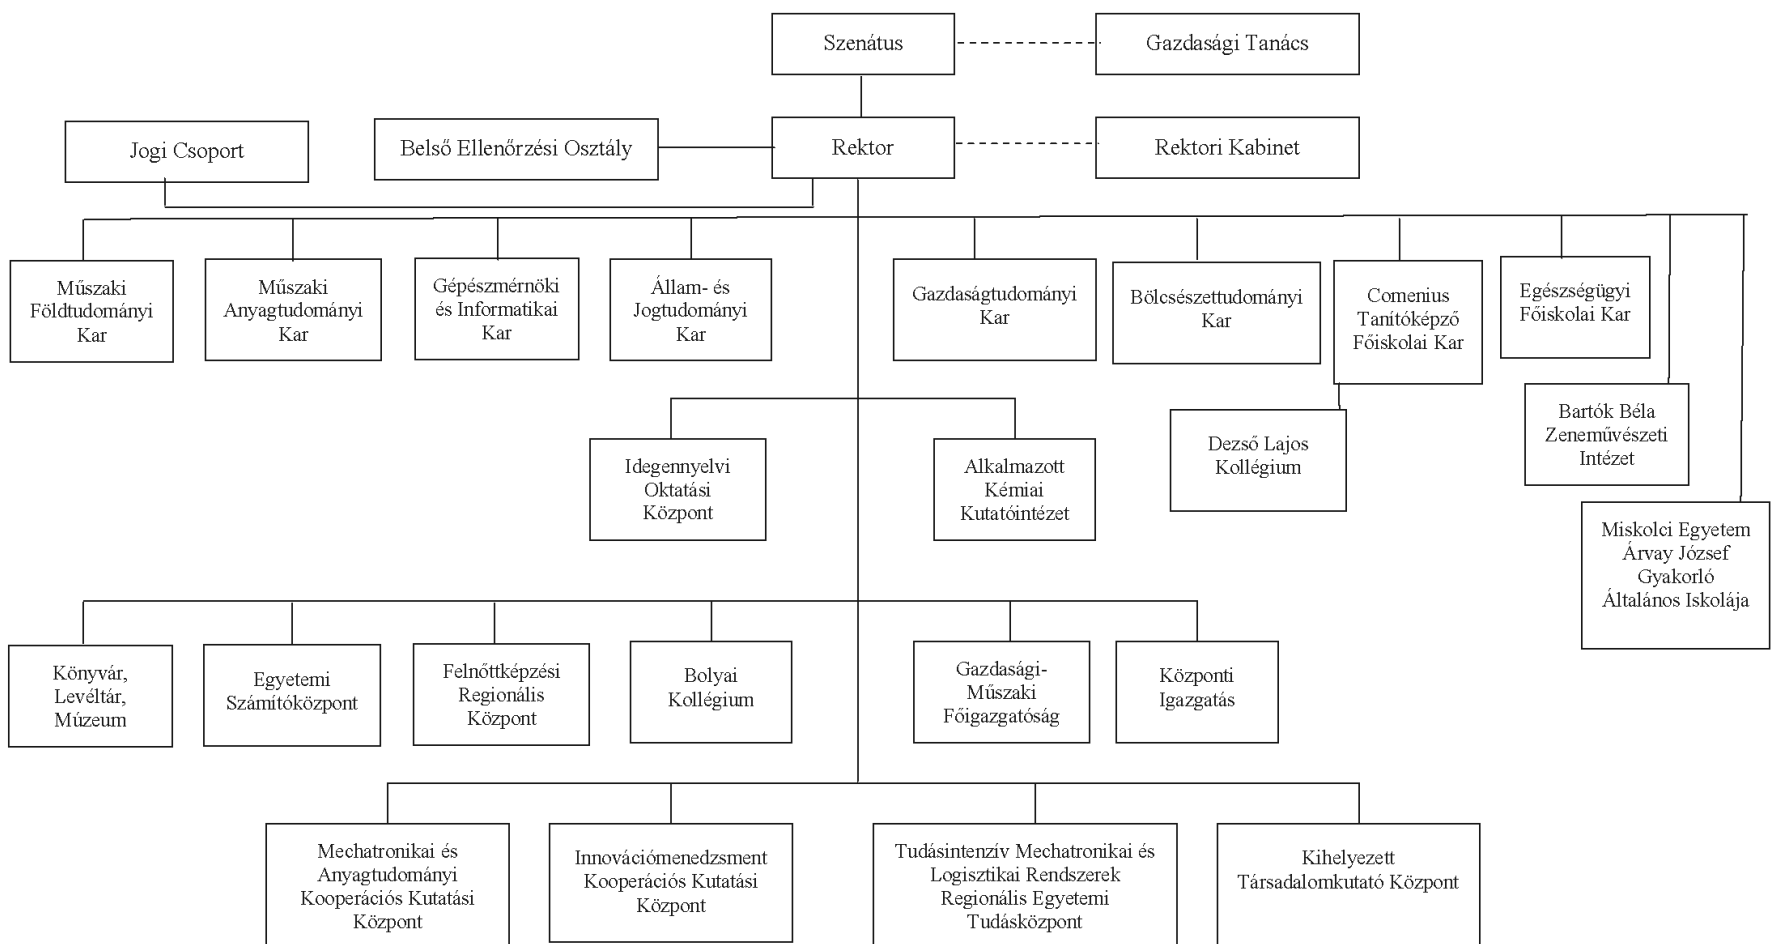 Szenátus
Gazdasági Tanács
Jogi Csoport
Belső Ellenőrzési Osztály
Rektor
Rektori Kabinet
Műszaki
Földtudományi
Kar
Műszaki
Anyagtudományi
Kar
Gépészmérnöki
és Informatikai
Kar
Állam- és
Jogtudományi
Kar
Gazdaságtudományi
Kar
Bölcsészettudományi
Kar
Comenius
Tanítóképző
Főiskolai Kar
Egészségügyi
Főiskolai Kar
Bartók Béla
Zeneművészeti
Intézet
Dezső Lajos
Kollégium
Idegennyelvi
Oktatási
Központ
Alkalmazott
Kémiai
Kutatóintézet
Miskolci Egyetem
Árvay József
Gyakorló
Általános Iskolája
Könyvár,
Levéltár,
Múzeum
Egyetemi
Számítóközpont
Felnőttképzési
Regionális
Központ
Bolyai
Kollégium
Gazdasági-
Műszaki
Főigazgatóság
Központi
Igazgatás
Mechatronikai és
Anyagtudományi
Kooperációs Kutatási
Központ
Innovációmenedzsment
Kooperációs Kutatási
Központ
Tudásintenzív Mechatronikai és
Logisztikai Rendszerek
Regionális Egyetemi
Tudásközpont
Kihelyezett
Társadalomkutató Központ